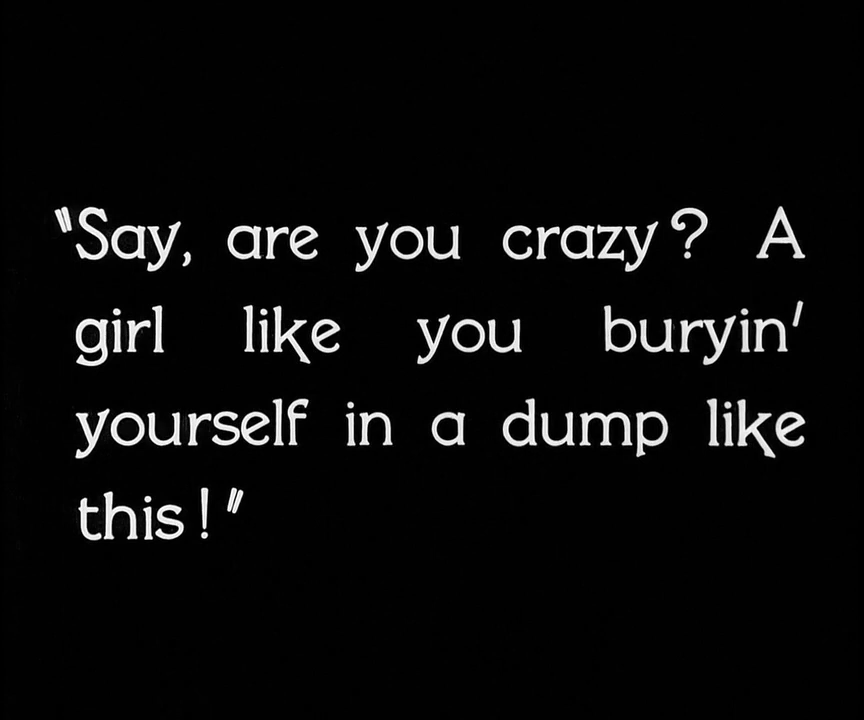 "Say, are you crazy? A
girl like you buryin'
yourself in a dump like
this!"